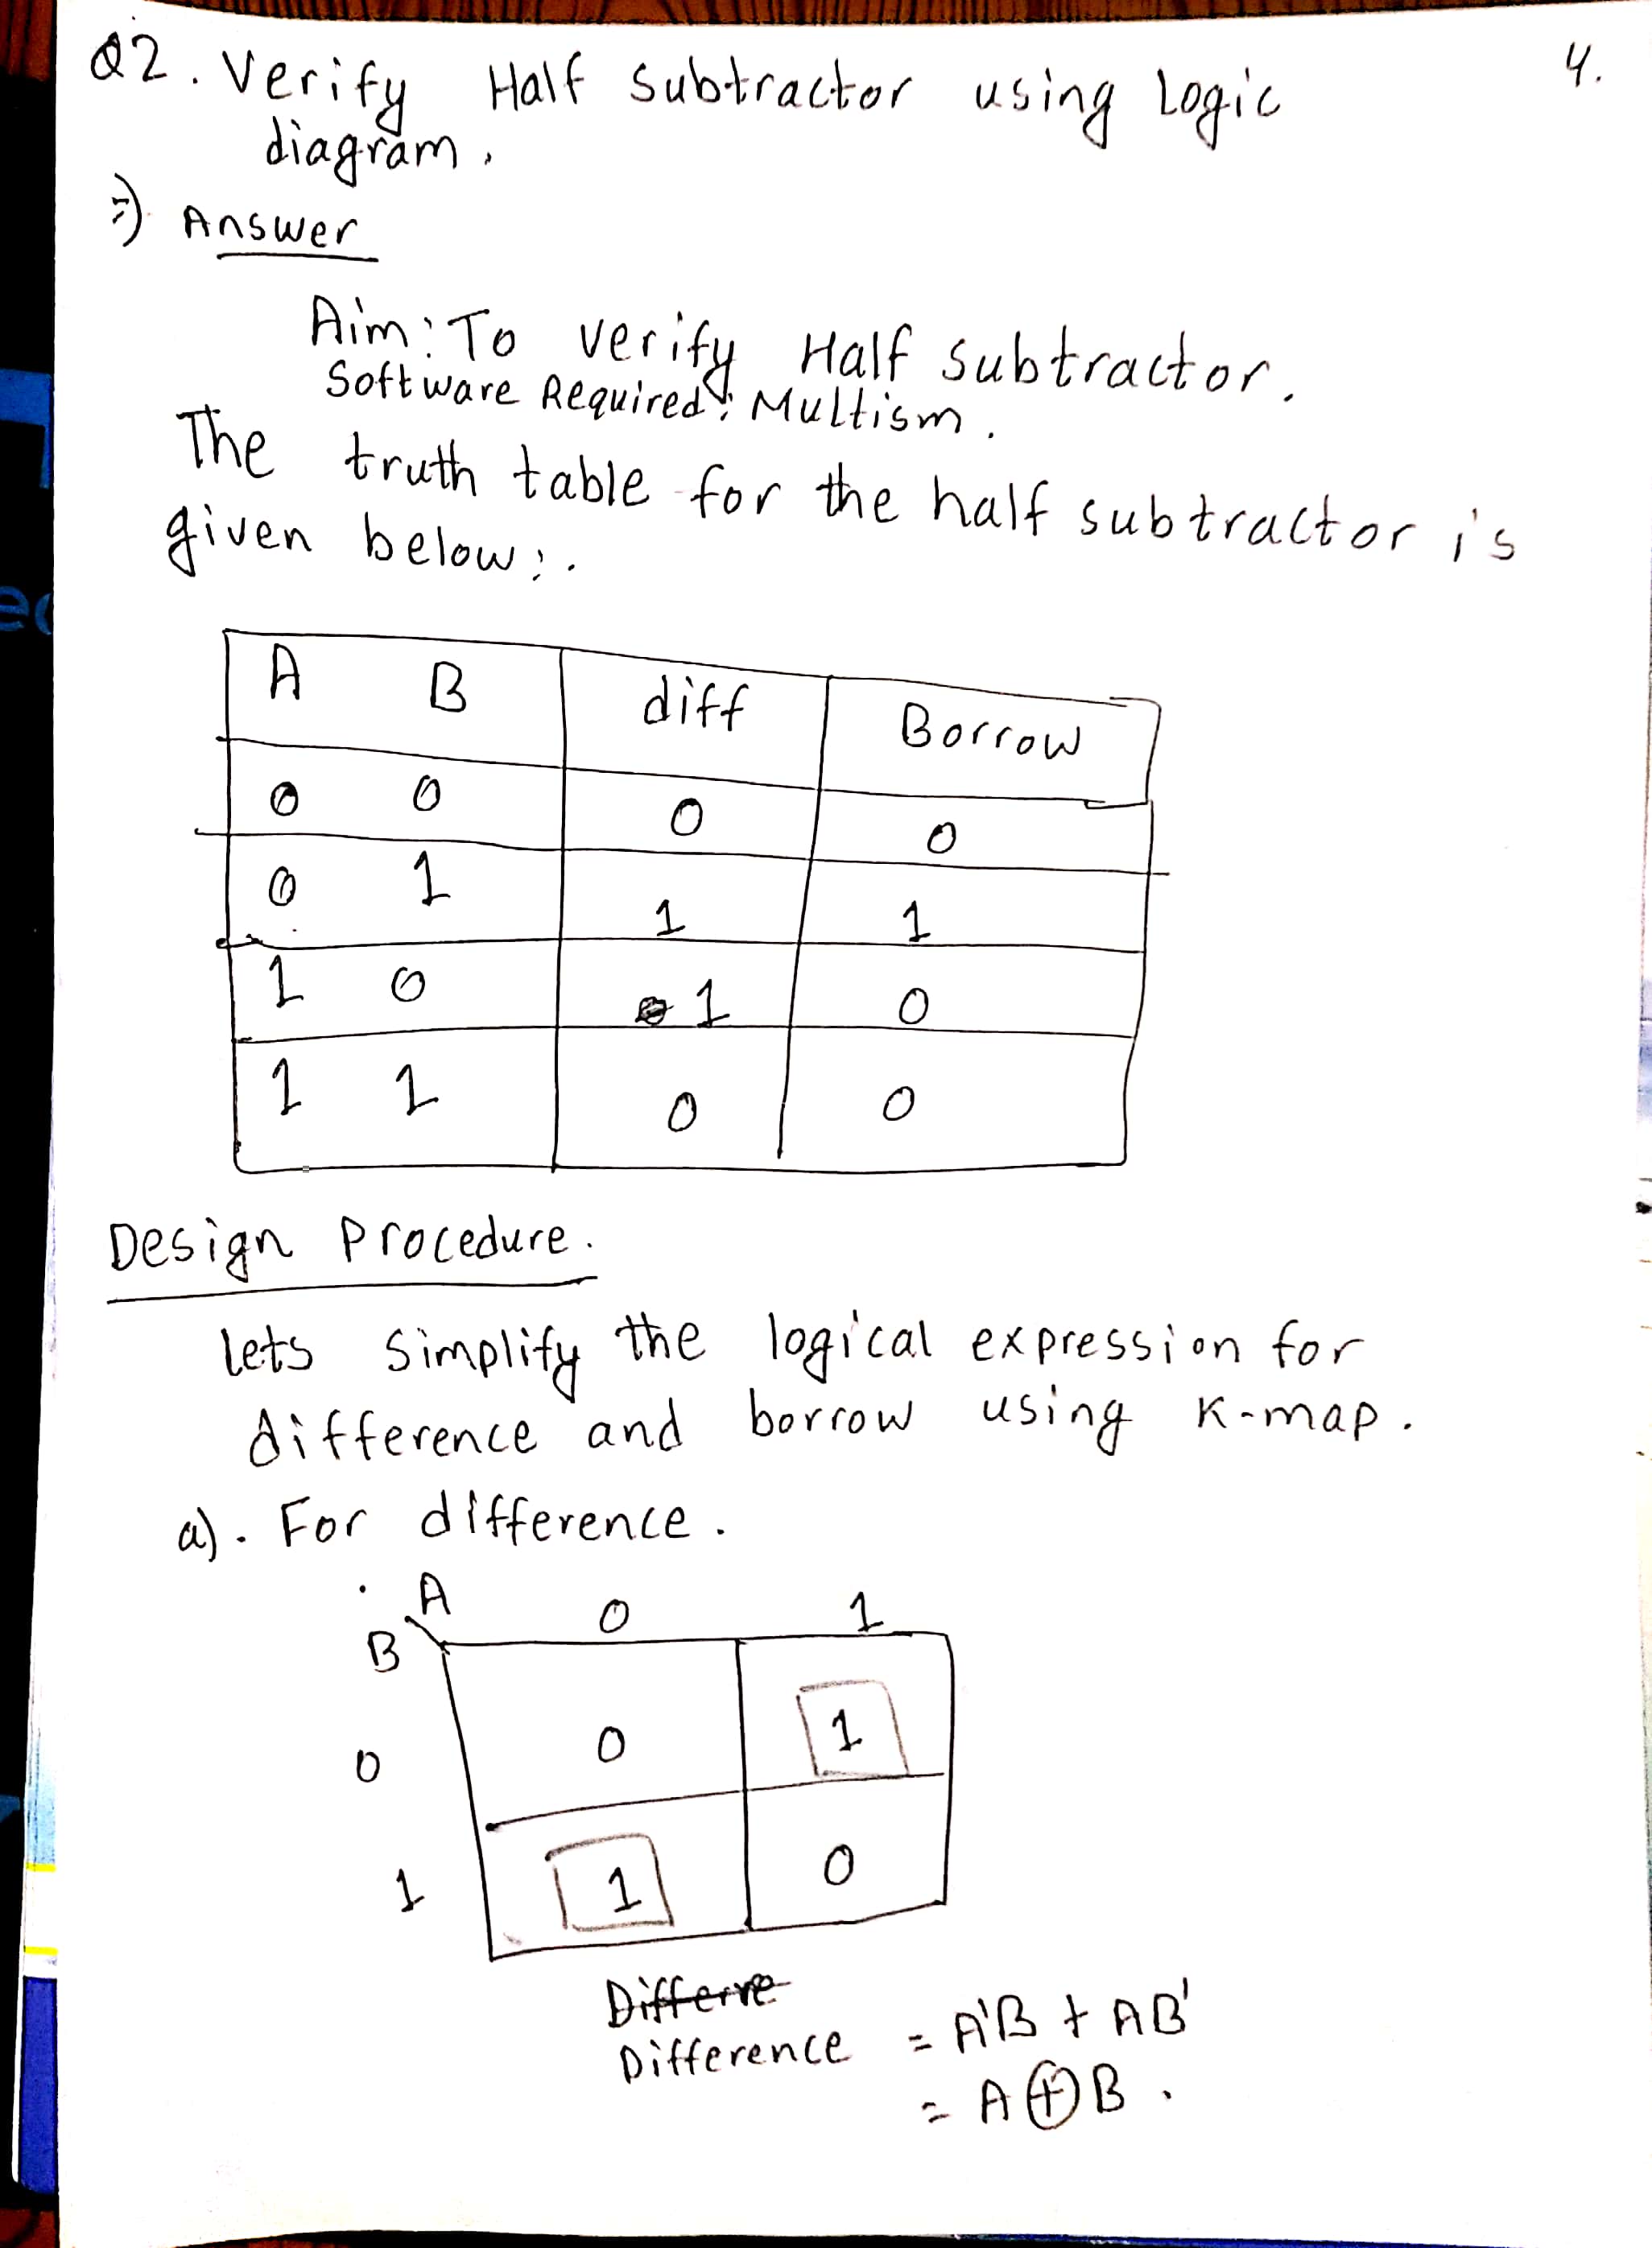 4.
Q2. Verify Half Subtractor using Logic
diagram.
=) Answer
Aim: To verify Half subtractor.
Software Required: Multism.
The truth table for the half subtractor is
given below:.
A B diff Borrow
0 0 0 0
0 1 1 1
1 0 1 0
1 1 0 0
Design Procedure.
lets simplify the logical expression for
difference and borrow using K-map.
a). For difference.
A 0 1
B
0 0 1
1 1 0
Differe
Difference = A'B + AB'
= A⊕B.